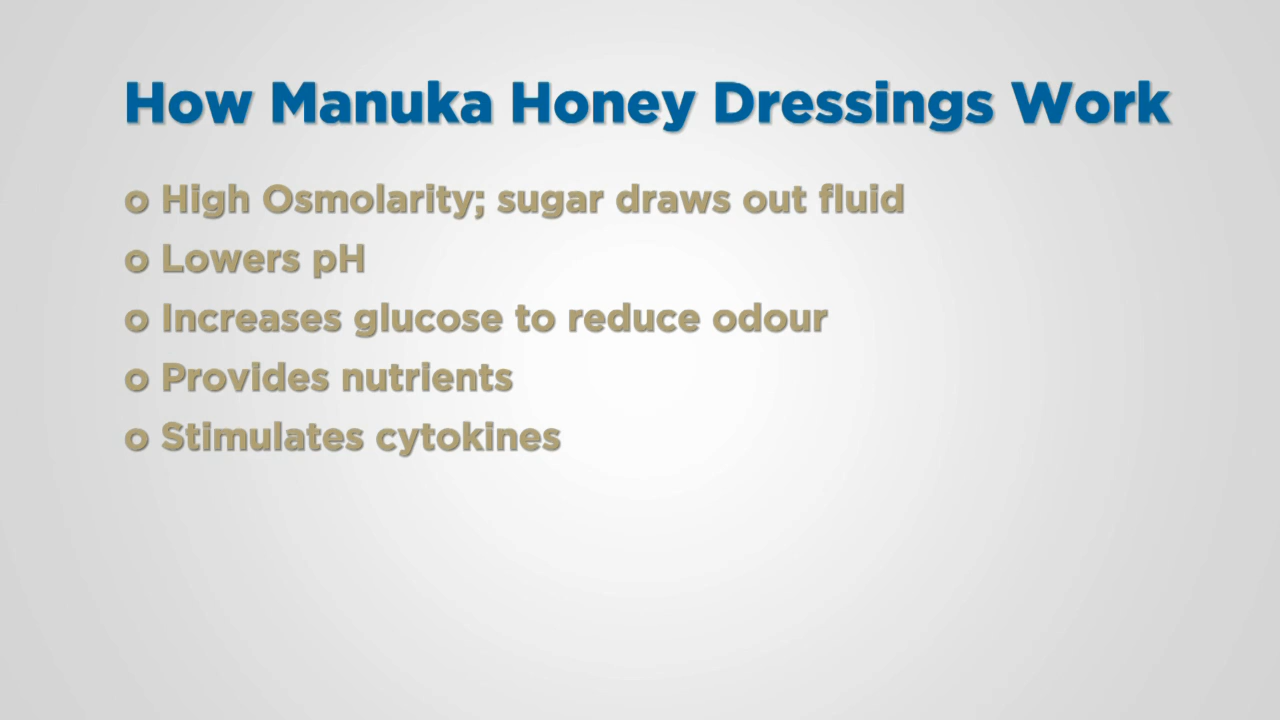 How Manuka Honey Dressings Work
o High Osmolarity; sugar draws out fluid
o Lowers pH
o Increases glucose to reduce odour
o Provides nutrients
o Stimulates cytokines